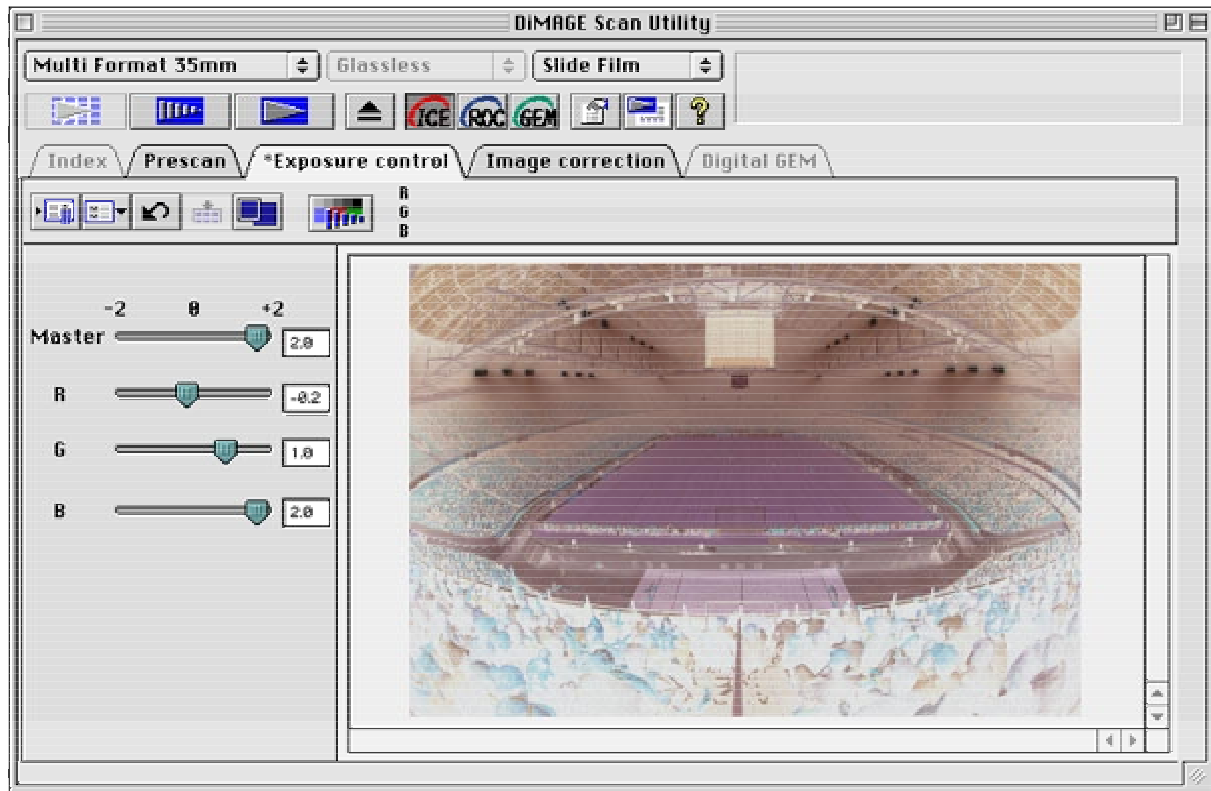 DiMAGE Scan Utility
Multi Format 35mm Glassless Slide Film
ICE ROC GEM ?
Index Prescan *Exposure control Image correction Digital GEM
R
G
B
-2 0 +2
Master 2.0
R -0.2
G 1.0
B 2.0